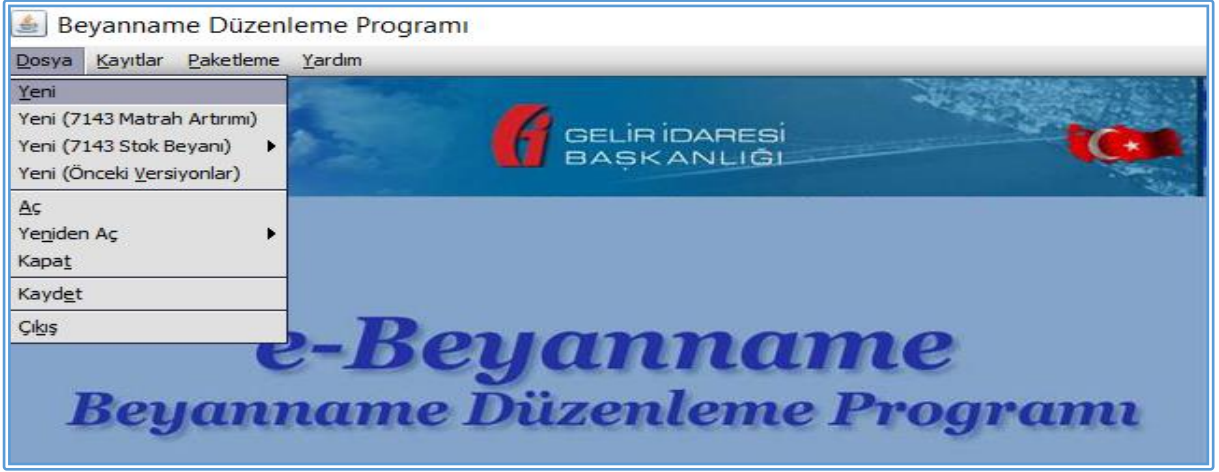 Beyanname Düzenleme Programı
Dosya Kayıtlar Paketleme Yardım
Yeni
Yeni (7143 Matrah Artırımı)
Yeni (7143 Stok Beyanı)
Yeni (Önceki Versiyonlar)
Aç
Yeniden Aç
Kapat
Kaydet
Çıkış
GELİR İDARESİ
BAŞKANLIĞI
e-Beyanname
Beyanname Düzenleme Programı